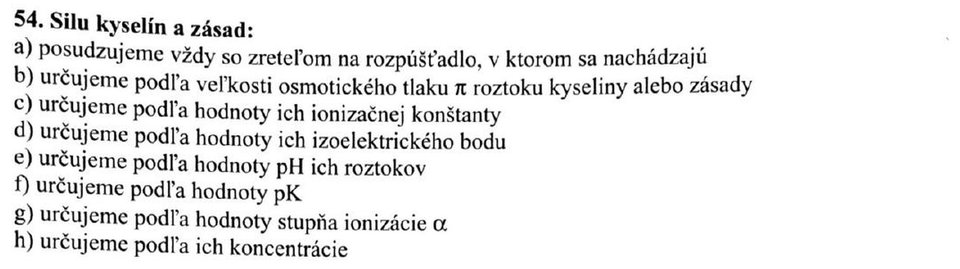 54. Silu kyselín a zásad:
a) posudzujeme vždy so zreteľom na rozpúšťadlo, v ktorom sa nachádzajú
b) určujeme podľa veľkosti osmotického tlaku π roztoku kyseliny alebo zásady
c) určujeme podľa hodnoty ich ionizačnej konštanty
d) určujeme podľa hodnoty ich izoelektrického bodu
e) určujeme podľa hodnoty pH ich roztokov
f) určujeme podľa hodnoty pK
g) určujeme podľa hodnoty stupňa ionizácie α
h) určujeme podľa ich koncentrácie